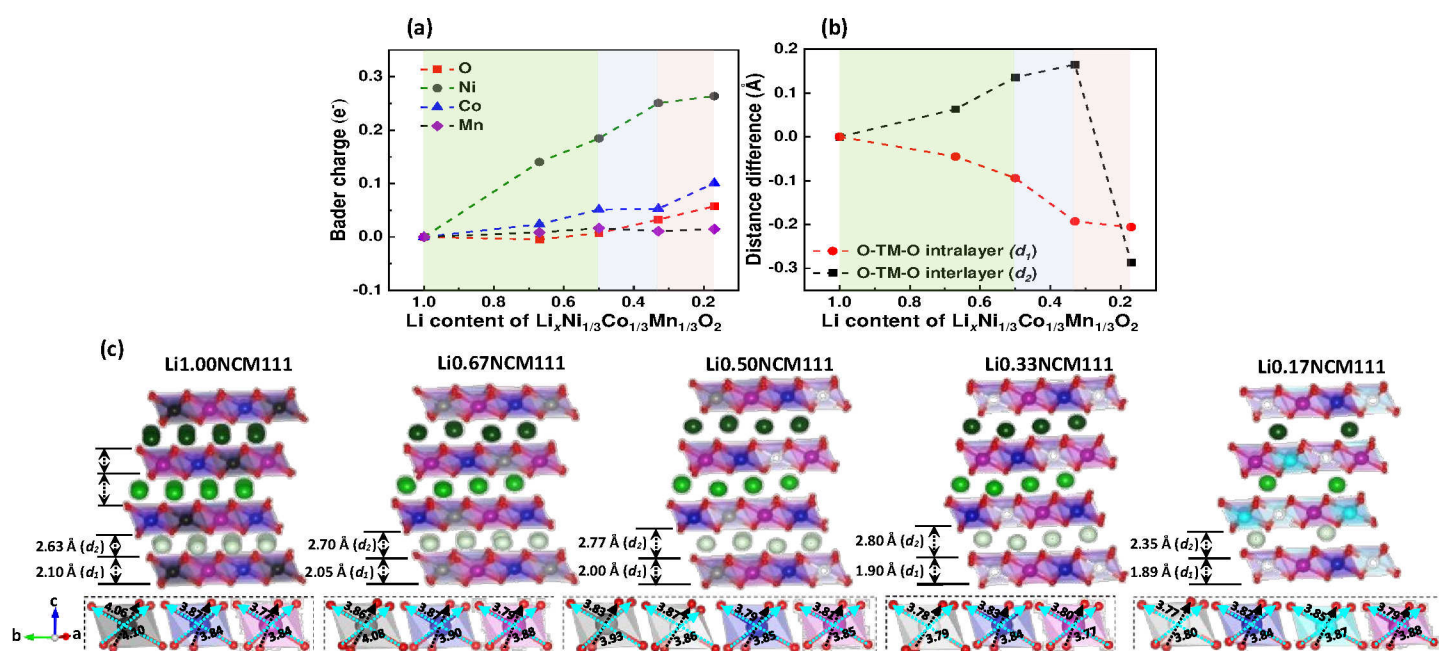 (a)
O
Ni
Co
Mn
Bader charge (e⁻)
0.3
0.2
0.1
0.0
-0.1
1.0 0.8 0.6 0.4 0.2
Li content of LiₓNi1/3Co1/3Mn1/3O2
(b)
Distance difference (Å)
0.2
0.1
0.0
-0.1
-0.2
-0.3
O-TM-O intralayer (d1)
O-TM-O interlayer (d2)
1.0 0.8 0.6 0.4 0.2
Li content of LiₓNi1/3Co1/3Mn1/3O2
(c)
Li1.00NCM111 Li0.67NCM111 Li0.50NCM111 Li0.33NCM111 Li0.17NCM111
2.63 Å (d2) 2.70 Å (d2) 2.77 Å (d2) 2.80 Å (d2) 2.35 Å (d2)
2.10 Å (d1) 2.05 Å (d1) 2.00 Å (d1) 1.90 Å (d1) 1.89 Å (d1)
c
b a
4.06 3.86 3.83 3.87 3.79 3.79 3.80 3.77 3.79
4.10 3.84 3.84 4.08 3.90 3.88 3.93 3.86 3.85 3.85 3.79 3.84 3.77 3.80 3.84 3.87 3.88